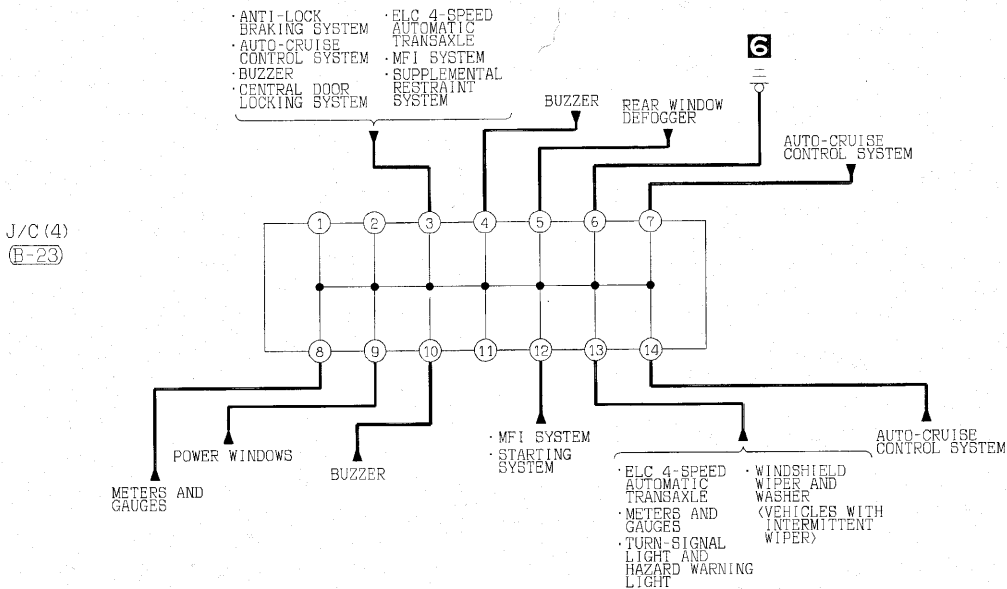 · ANTI-LOCK
BRAKING SYSTEM
· AUTO-CRUISE
CONTROL SYSTEM
· BUZZER
· CENTRAL DOOR
LOCKING SYSTEM
· ELC 4-SPEED
AUTOMATIC
TRANSAXLE
· MFI SYSTEM
· SUPPLEMENTAL
RESTRAINT
SYSTEM
BUZZER
REAR WINDOW
DEFOGGER
6
AUTO-CRUISE
CONTROL SYSTEM
J/C (4)
B-23
1 2 3 4 5 6 7
8 9 10 11 12 13 14
METERS AND
GAUGES
POWER WINDOWS
BUZZER
· MFI SYSTEM
· STARTING
SYSTEM
· ELC 4-SPEED
AUTOMATIC
TRANSAXLE
· METERS AND
GAUGES
· TURN-SIGNAL
LIGHT AND
HAZARD WARNING
LIGHT
· WINDSHIELD
WIPER AND
WASHER
<VEHICLES WITH
INTERMITTENT
WIPER>
AUTO-CRUISE
CONTROL SYSTEM